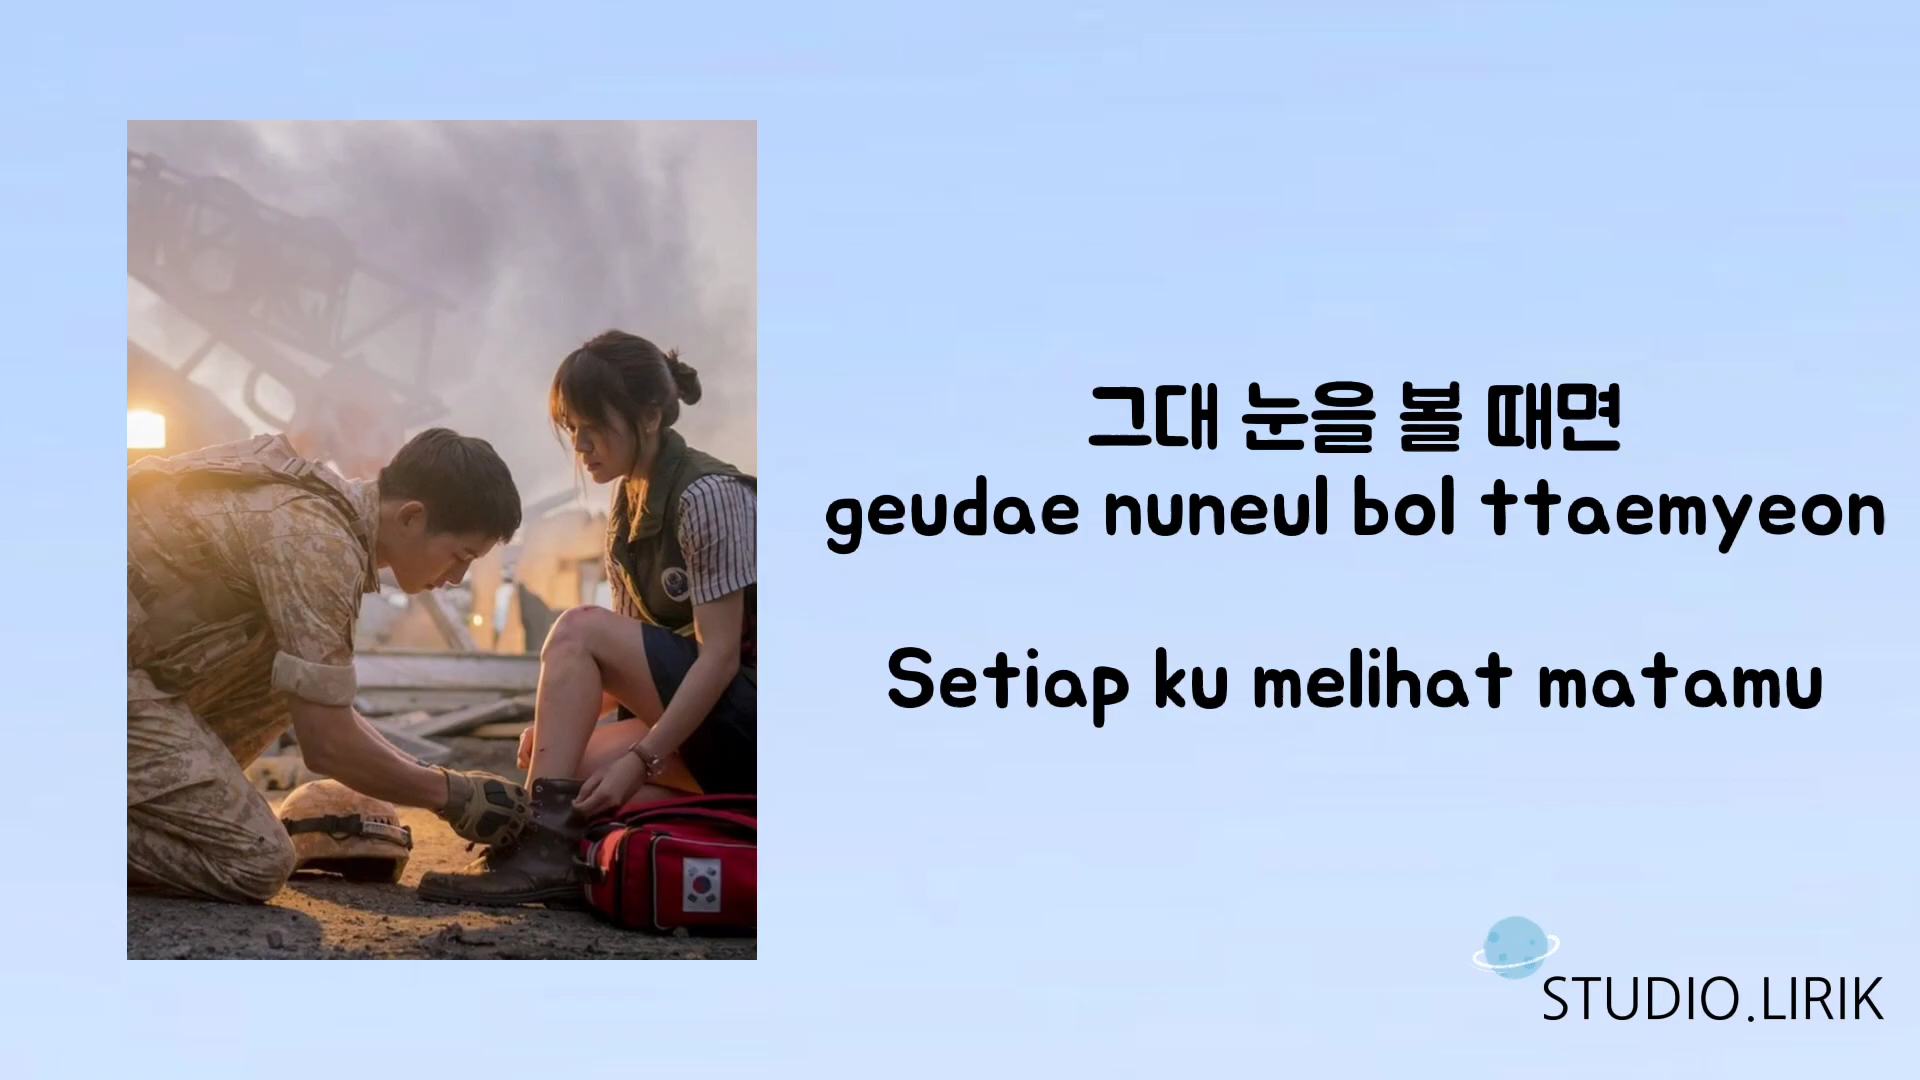 그대 눈을 볼 때면
geudae nuneul bol ttaemyeon
Setiap ku melihat matamu
STUDIO.LIRIK